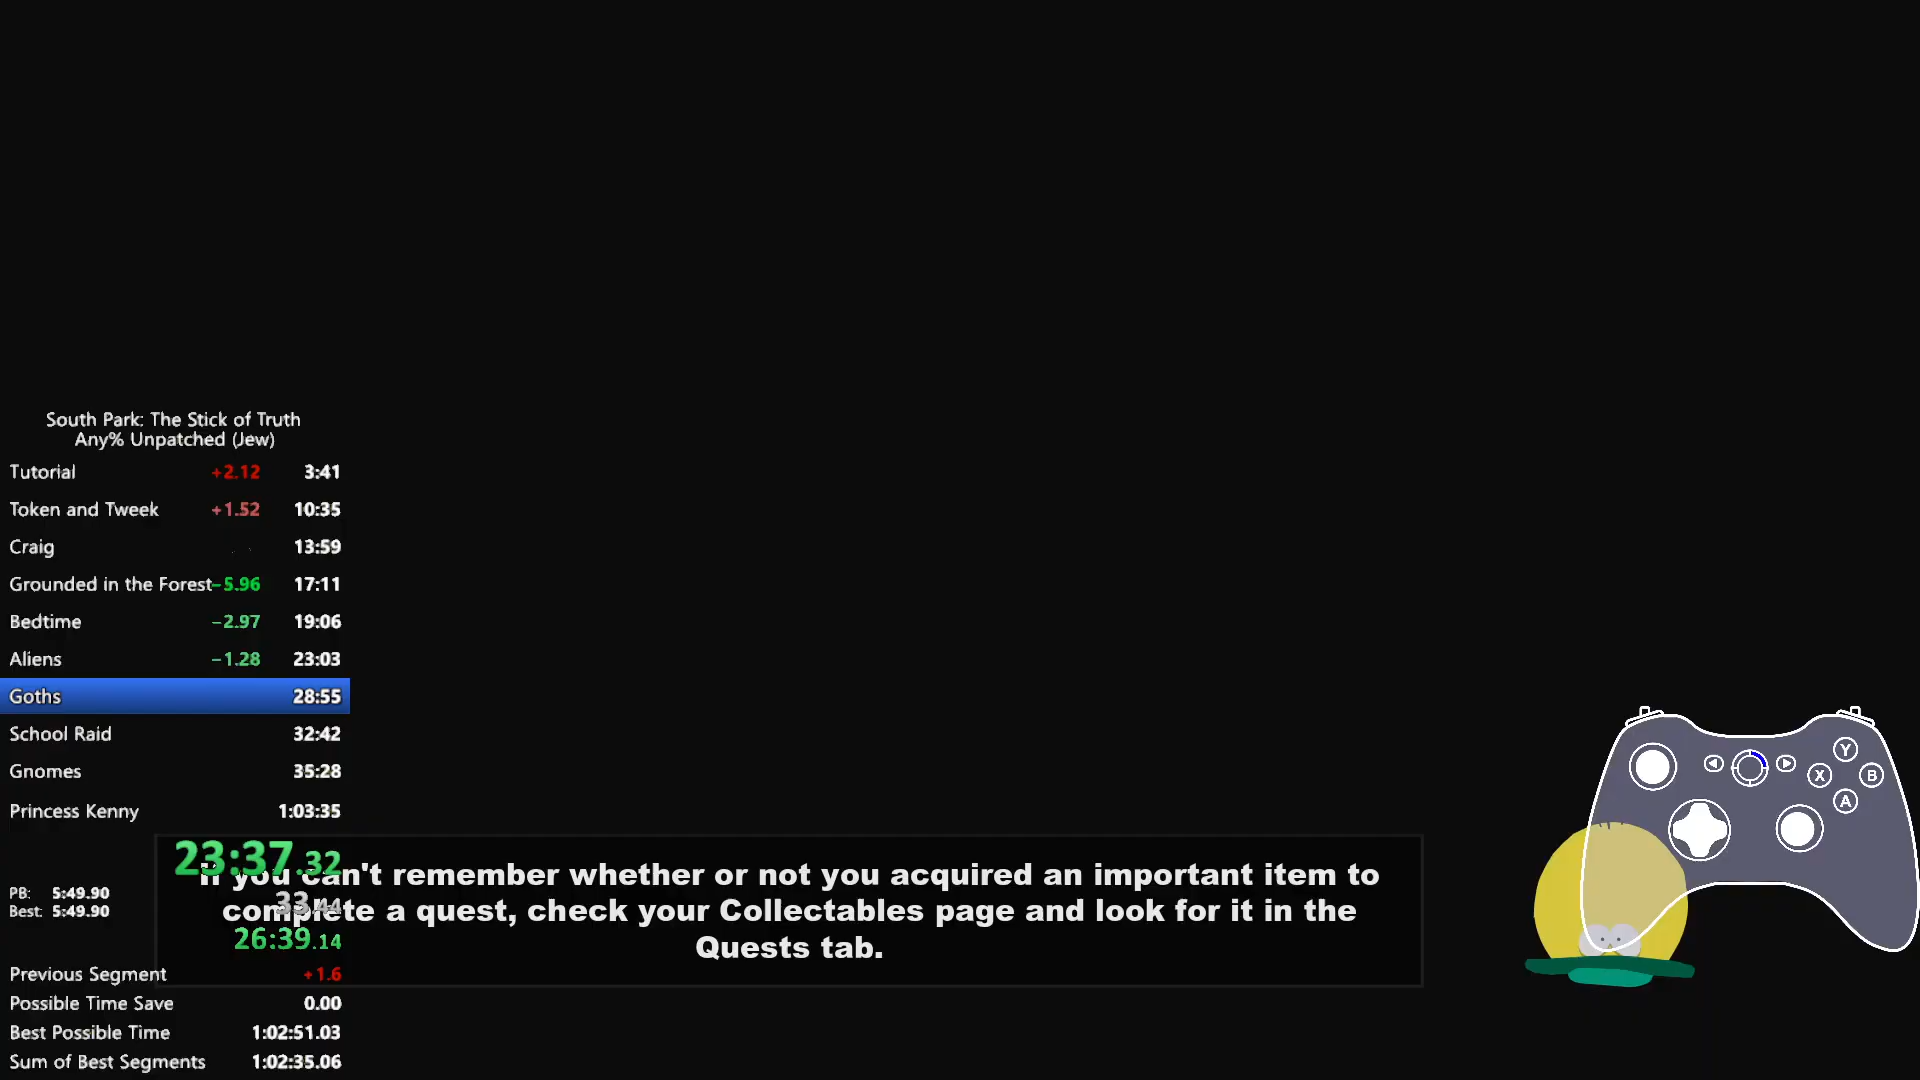 South Park: The Stick of Truth
Any% Unpatched (Jew)
Tutorial +2.12 3:41
Token and Tweek +1.52 10:35
Craig 13:59
Grounded in the Forest -5.96 17:11
Bedtime -2.97 19:06
Aliens -1.28 23:03
Goths 28:55
School Raid 32:42
Gnomes 35:28
Princess Kenny 1:03:35
23:37.32
If you can't remember whether or not you acquired an important item to
complete a quest, check your Collectables page and look for it in the
Quests tab.
PB: 5:49.90
Best: 5:49.90
33.44
26:39.14
Previous Segment +1.6
Possible Time Save 0.00
Best Possible Time 1:02:51.03
Sum of Best Segments 1:02:35.06
Y
X
B
A